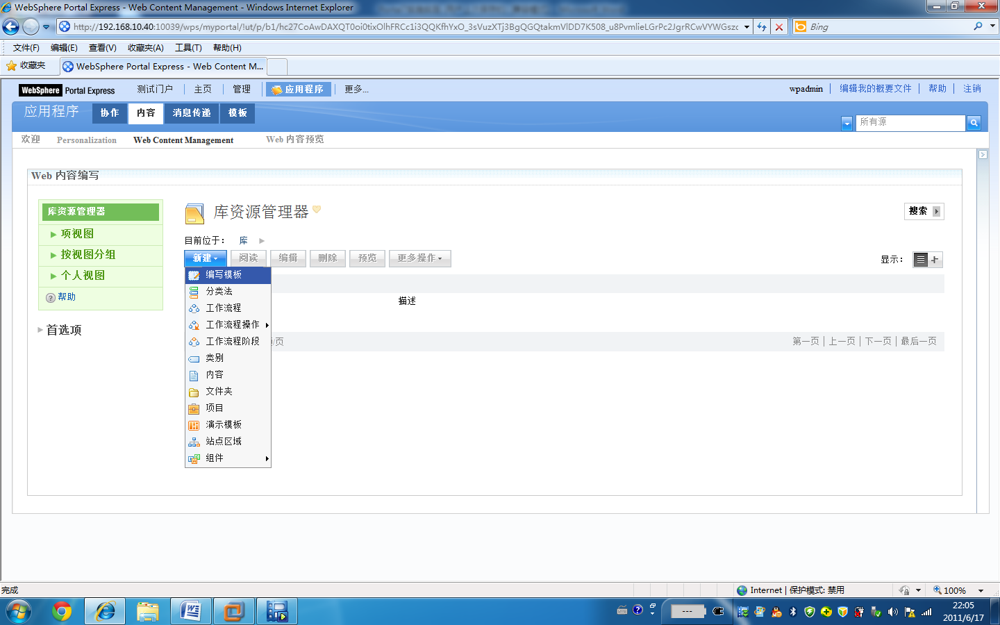 WebSphere Portal Express - Web Content Management - Windows Internet Explorer
http://192.168.10.40:10039/wps/myportal/!ut/p/b1/hc27CoAwDAXQT0oi0tixOlhFRCc1i3QQKfhYxO_3sVuzXTj3BgQGQtakmVlDD7K508_u8PvmlieLGrPc2JgrRCwVYWGszc
Bing
文件(F) 编辑(E) 查看(V) 收藏夹(A) 工具(T) 帮助(H)
收藏夹 WebSphere Portal Express - Web Content M...
WebSphere Portal Express 测试门户 主页 管理 应用程序 更多... wpadmin 编辑我的概要文件 帮助 注销
应用程序 协作 内容 消息传递 模板
所有源
欢迎 Personalization Web Content Management Web 内容预览
Web 内容编写
库资源管理器
项视图
按视图分组
个人视图
帮助
首选项
库资源管理器
搜索
目前位于： 库
新建 阅读 编辑 删除 预览 更多操作
显示：
编写模板
分类法
工作流程
工作流程操作
工作流程阶段
类别
内容
文件夹
项目
演示模板
站点区域
组件
描述
/页
第一页 | 上一页 | 下一页 | 最后一页
完成
Internet | 保护模式: 禁用
100%
---
22:05
2011/6/17